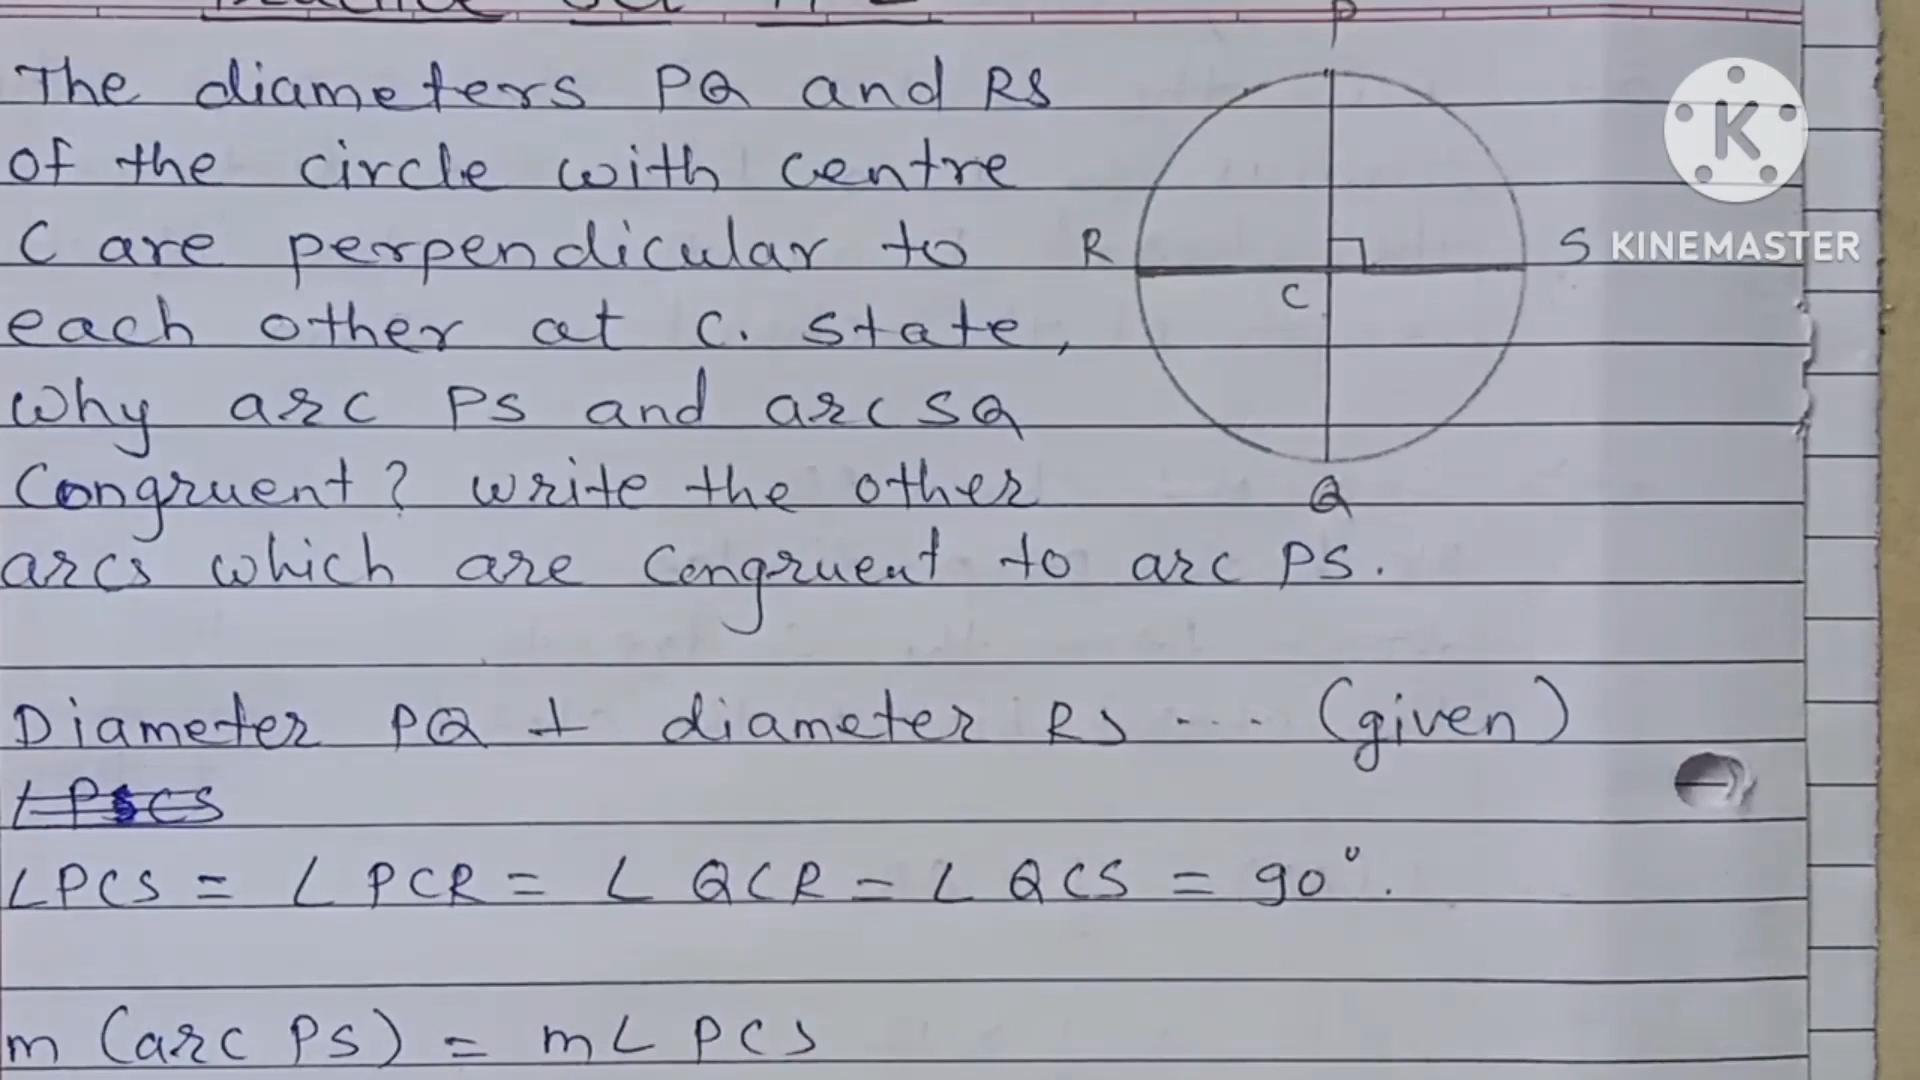 The diameters PQ and RS
of the circle with centre
C are perpendicular to
each other at C. state,
why arc PS and arc SQ
Congruent? write the other
arcs which are Congruent to arc PS.
P
R
S
C
Q
K
KINEMASTER
Diameter PQ ⊥ diameter RS ... (given)
∠PCS = ∠ PCR = ∠ QCR = ∠ QCS = 90°.
m (arc PS) = m∠ PCS